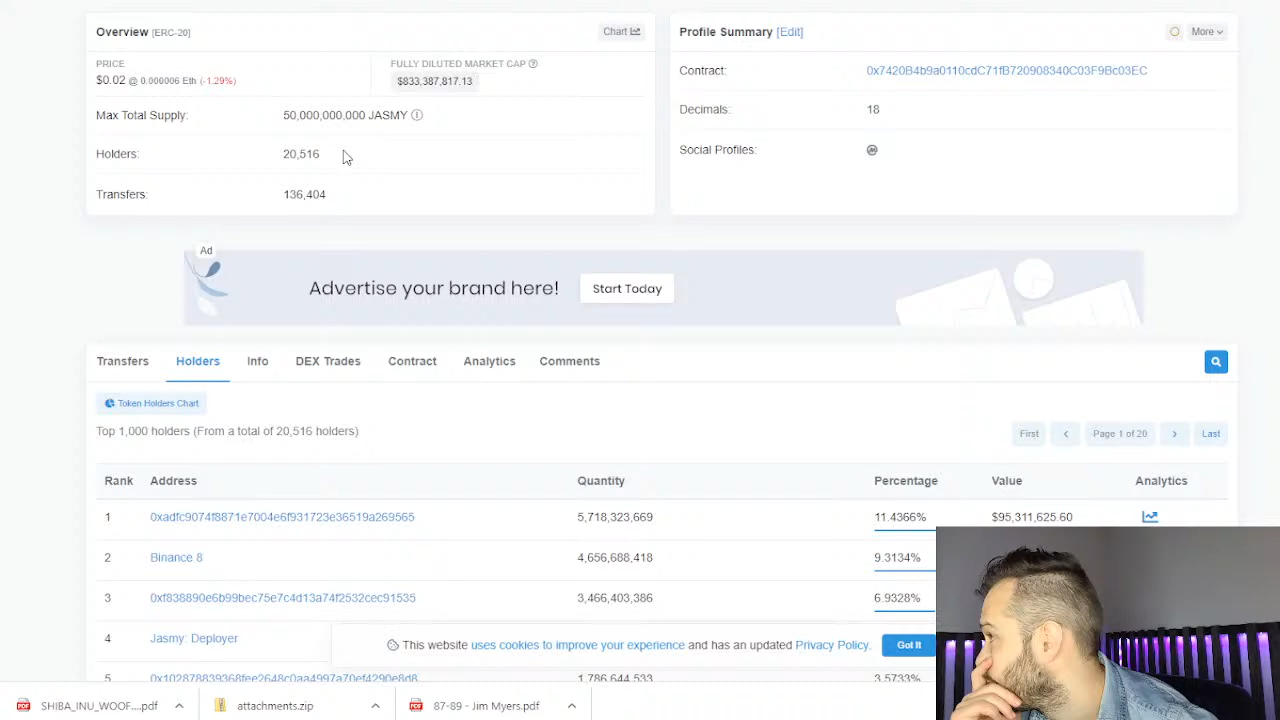 Overview [ERC-20]
Chart
PRICE
$0.02 @ 0.000006 Eth (-1.29%)
FULLY DILUTED MARKET CAP
$833,387,817.13
Max Total Supply:
50,000,000,000 JASMY
Holders:
20,516
Transfers:
136,404
Profile Summary [Edit]
More
Contract:
0x7420B4b9a0110cdC71fB720908340C03F9Bc03EC
Decimals:
18
Social Profiles:
Ad
Advertise your brand here!
Start Today
Transfers Holders Info DEX Trades Contract Analytics Comments
Token Holders Chart
Top 1,000 holders (From a total of 20,516 holders)
First
Page 1 of 20
Last
Rank Address Quantity Percentage Value Analytics
1 0xadfc9074f8871e7004e6f931723e36519a269565 5,718,323,669 11.4366% $95,311,625.60
2 Binance 8 4,656,688,418 9.3134%
3 0xf838890e6b99bec75e7c4d13a74f2532cec91535 3,466,403,386 6.9328%
4 Jasmy: Deployer
This website uses cookies to improve your experience and has an updated Privacy Policy.
Got It
5 1,786,644,533 3.5733%
SHIBA_INU_WOOF....pdf
attachments.zip
87-89 - Jim Myers.pdf